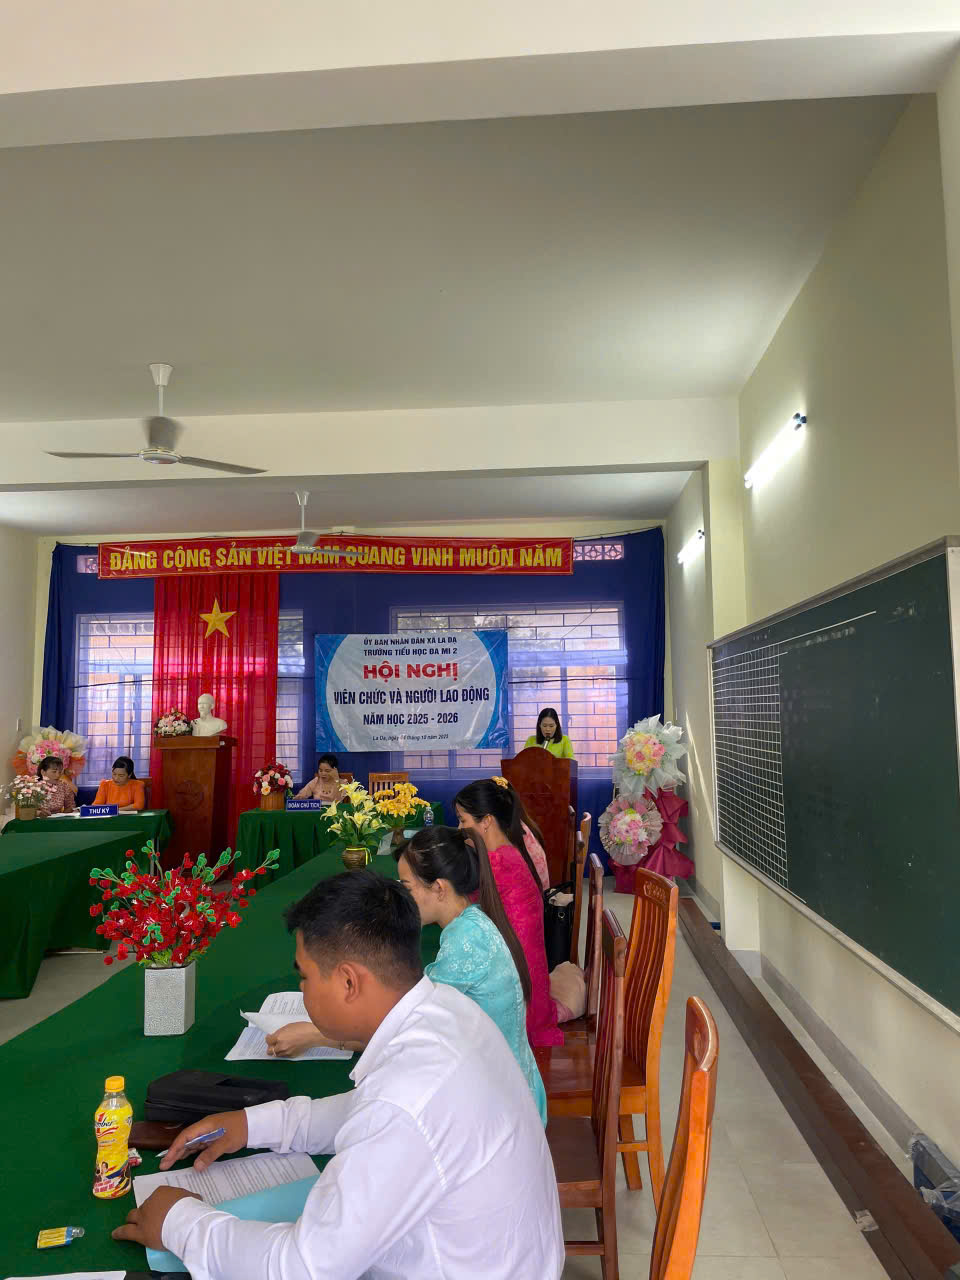 ĐẢNG CỘNG SẢN VIỆT NAM QUANG VINH MUÔN NĂM
ỦY BAN NHÂN DÂN XÃ LA DẠ
TRƯỜNG TIỂU HỌC ĐA MI 2
HỘI NGHỊ
VIÊN CHỨC VÀ NGƯỜI LAO ĐỘNG
NĂM HỌC 2025 - 2026
THƯ KÝ
ĐOÀN CHỦ TỊCH